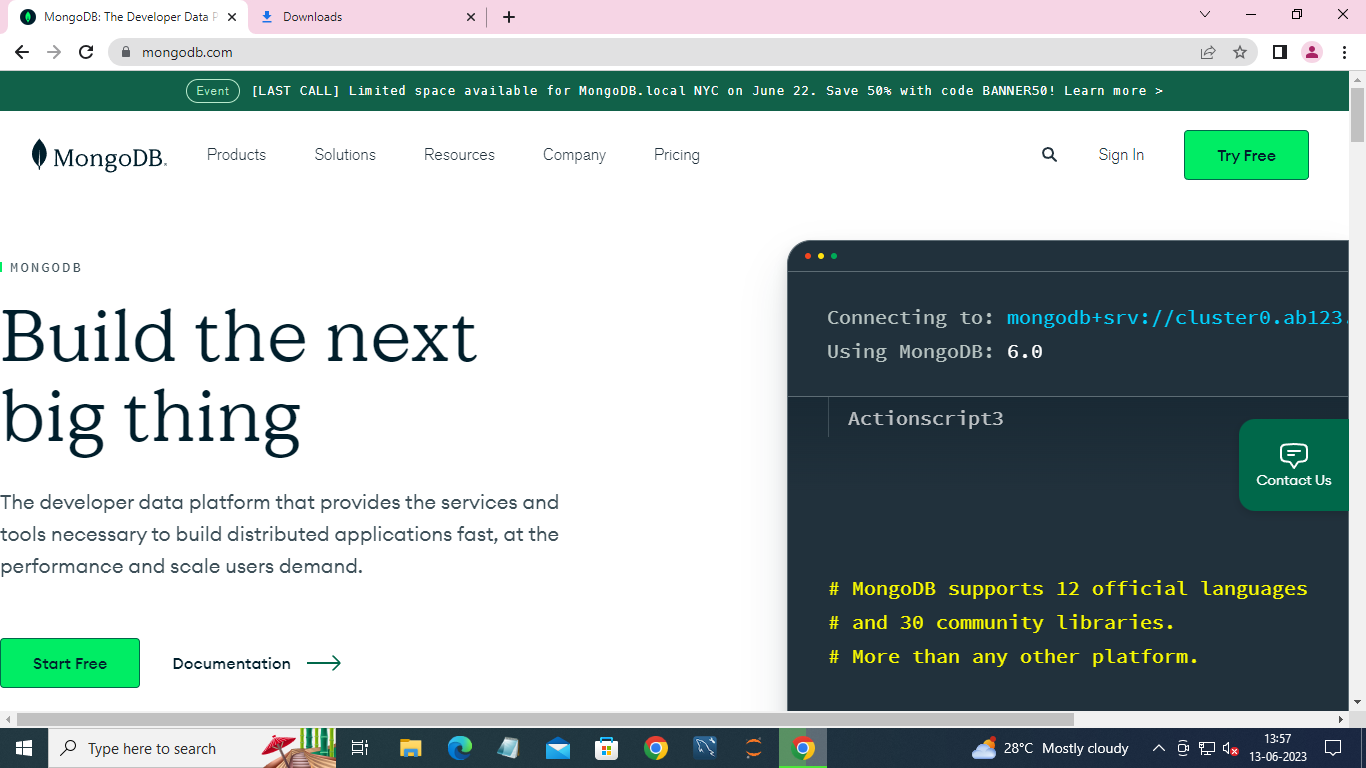 MongoDB: The Developer Data P
Downloads
mongodb.com
Event [LAST CALL] Limited space available for MongoDB.local NYC on June 22. Save 50% with code BANNER50! Learn more >
MongoDB. Products Solutions Resources Company Pricing Sign In Try Free
MONGODB
Build the next
big thing
The developer data platform that provides the services and
tools necessary to build distributed applications fast, at the
performance and scale users demand.
Start Free Documentation
Connecting to: mongodb+srv://cluster0.ab123.
Using MongoDB: 6.0
Actionscript3
Contact Us
# MongoDB supports 12 official languages
# and 30 community libraries.
# More than any other platform.
Type here to search
28°C Mostly cloudy
13:57
13-06-2023